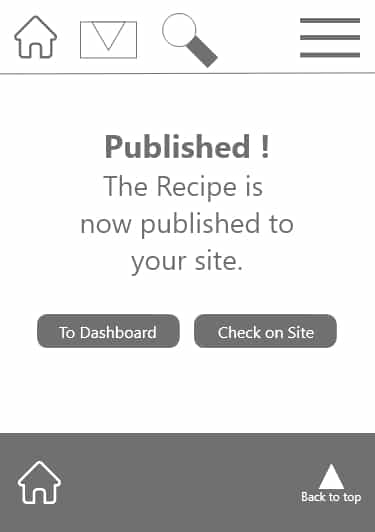 Published !
The Recipe is
now published to
your site.
To Dashboard
Check on Site
Back to top